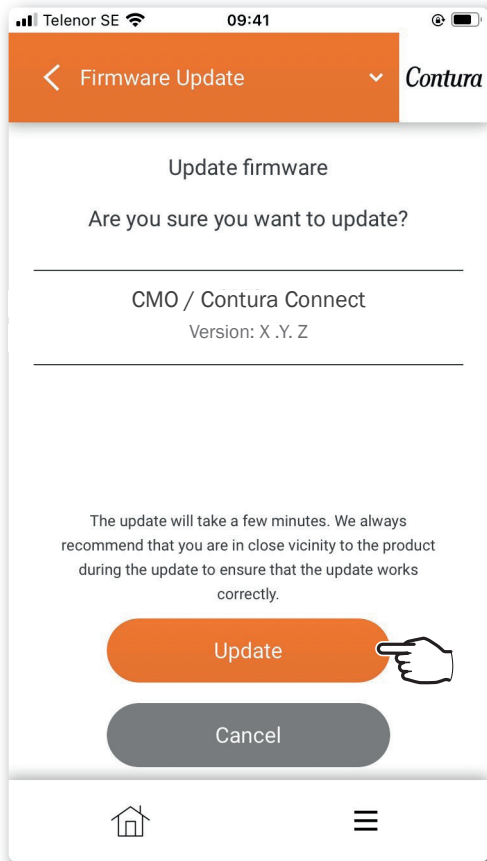 Telenor SE 09:41
Firmware Update Contura
Update firmware
Are you sure you want to update?
CMO / Contura Connect
Version: X .Y. Z
The update will take a few minutes. We always
recommend that you are in close vicinity to the product
during the update to ensure that the update works
correctly.
Update
Cancel